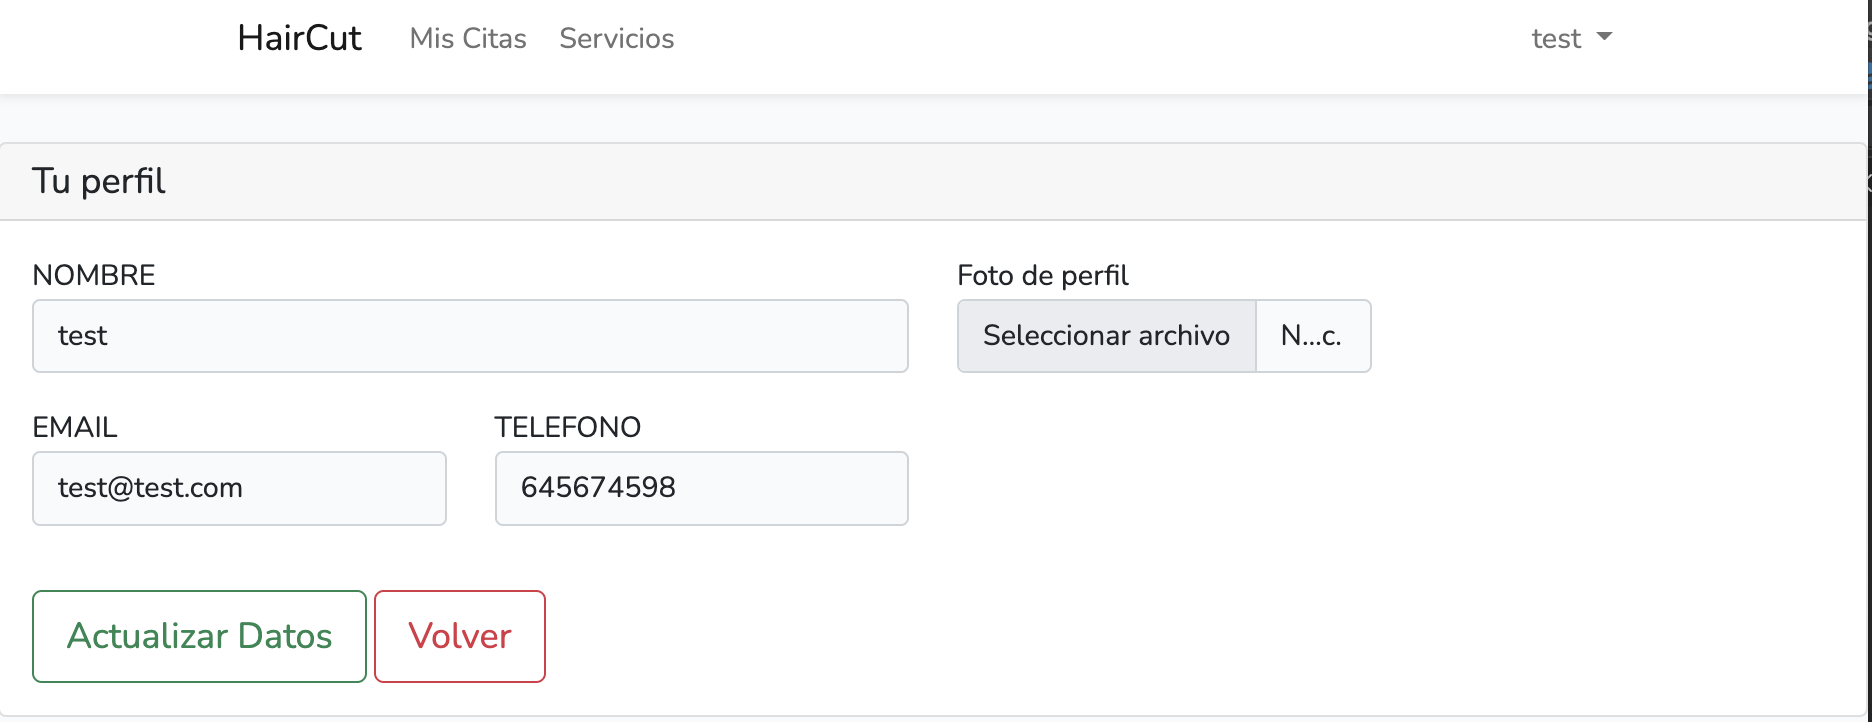 HairCut Mis Citas Servicios test
Tu perfil
NOMBRE
test
Foto de perfil
Seleccionar archivo N...c.
EMAIL
test@test.com
TELEFONO
645674598
Actualizar Datos Volver